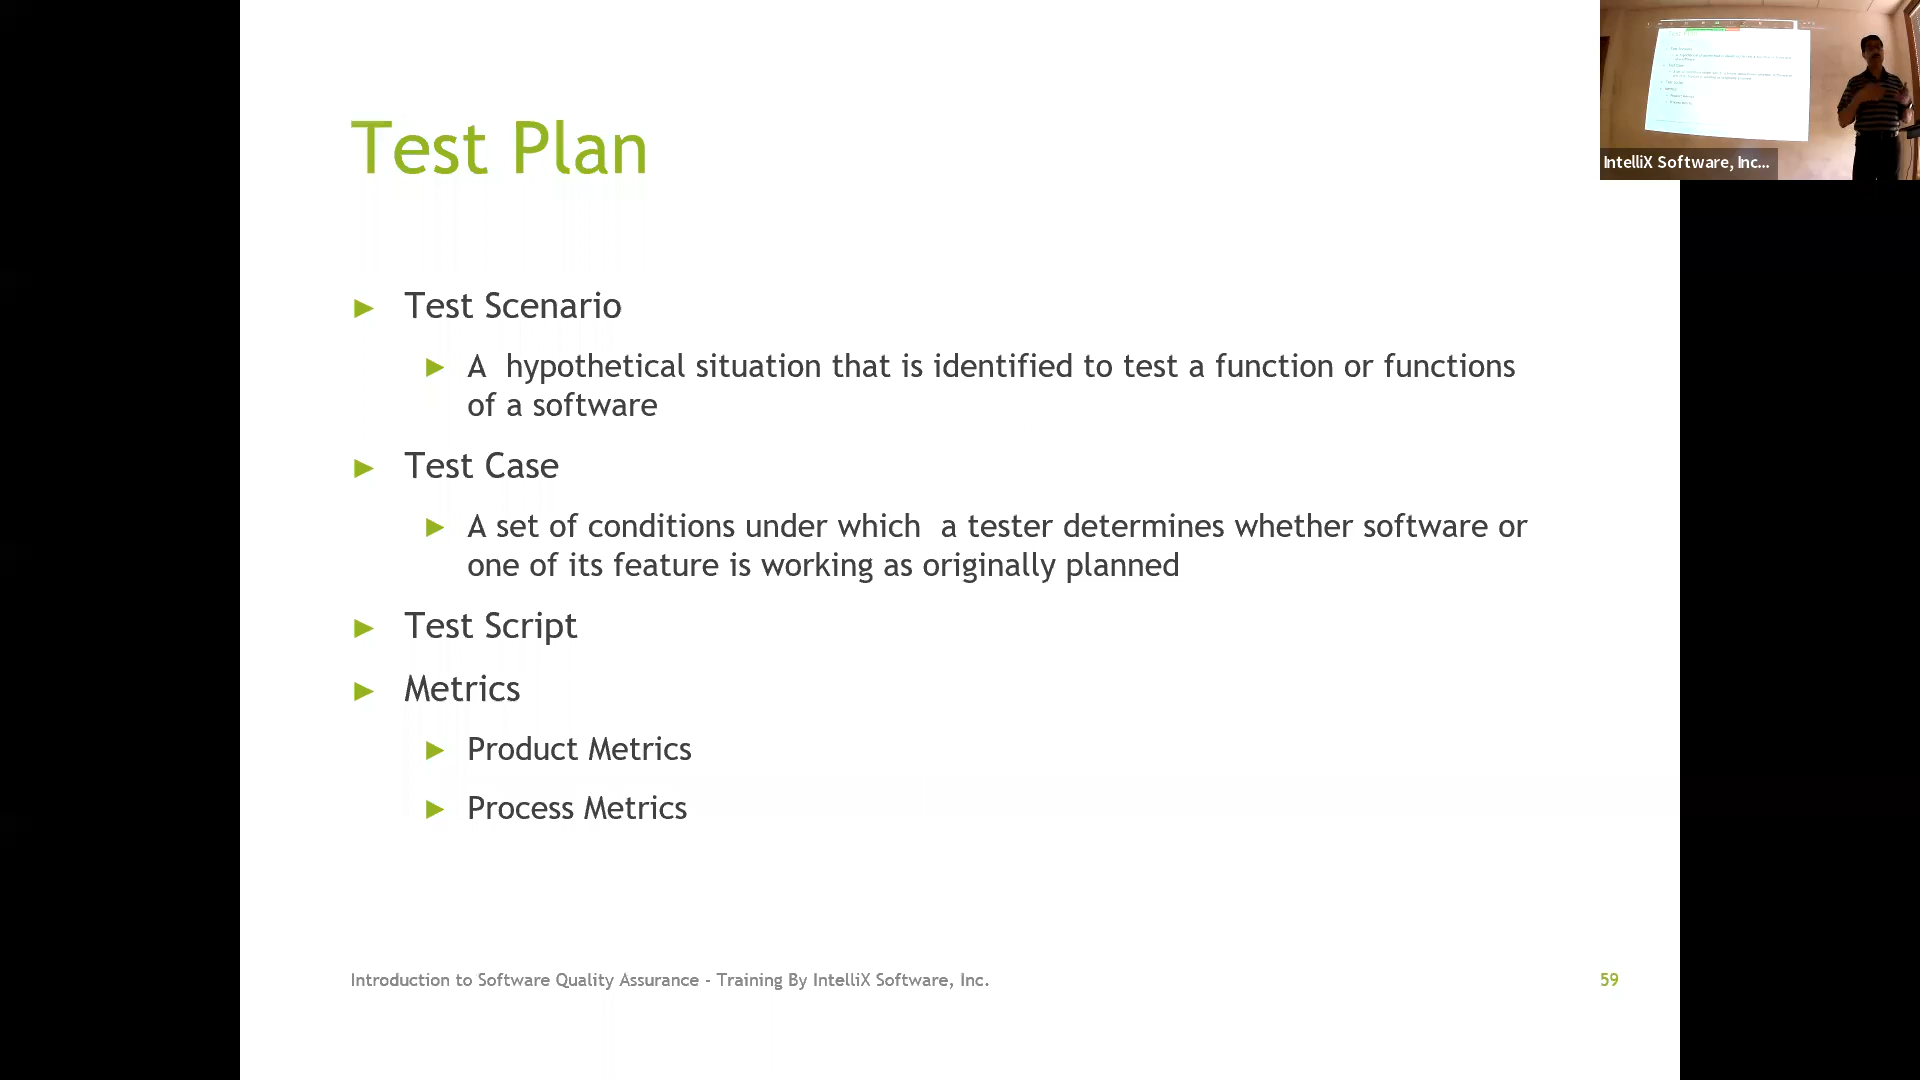 Test Plan
IntelliX Software, Inc...
► Test Scenario
► A hypothetical situation that is identified to test a function or functions
of a software
► Test Case
► A set of conditions under which a tester determines whether software or
one of its feature is working as originally planned
► Test Script
► Metrics
► Product Metrics
► Process Metrics
Introduction to Software Quality Assurance - Training By IntelliX Software, Inc.
59